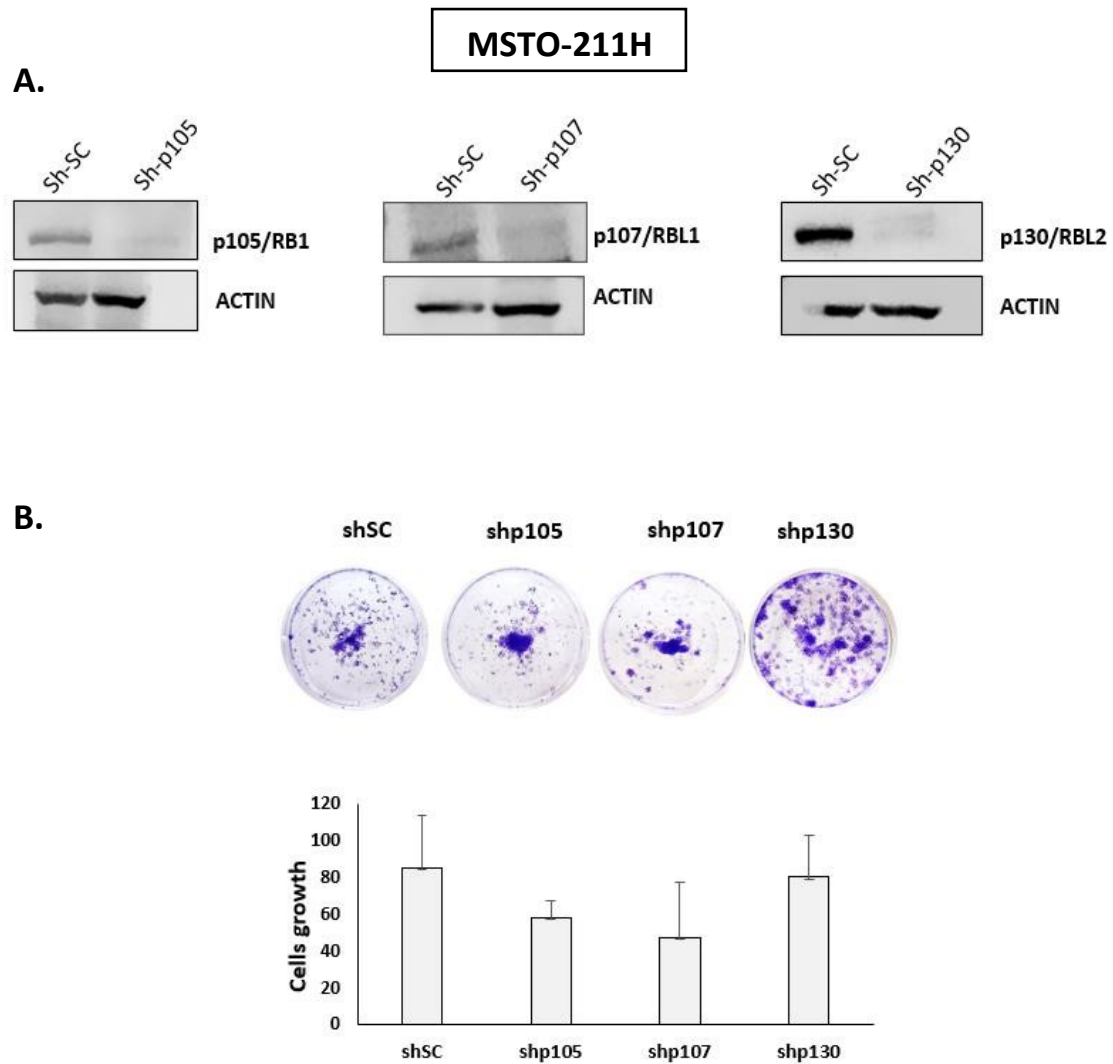 MSTO-211H
A.
Sh-SC Sh-p105
p105/RB1
ACTIN
Sh-SC Sh-p107
p107/RBL1
ACTIN
Sh-SC Sh-p130
p130/RBL2
ACTIN
B.
shSC shp105 shp107 shp130
Cells growth
120
100
80
60
40
20
0
shSC shp105 shp107 shp130